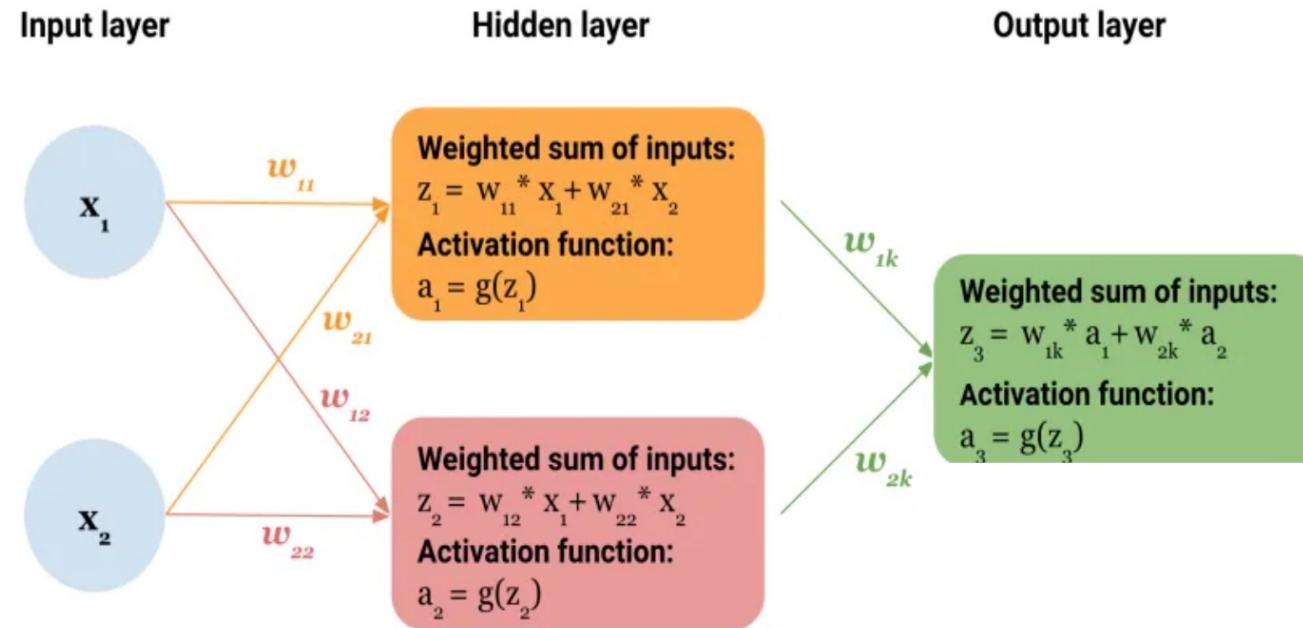 Input layer
Hidden layer
Output layer
x₁
x₂
w₁₁
w₂₁
w₁₂
w₂₂
Weighted sum of inputs:
z₁ = w₁₁* x₁+w₂₁* x₂
Activation function:
a₁ = g(z₁)
Weighted sum of inputs:
z₂ = w₁₂* x₁+w₂₂* x₂
Activation function:
a₂ = g(z₂)
w₁ₖ
w₂ₖ
Weighted sum of inputs:
z₃ = w₁ₖ* a₁+w₂ₖ* a₂
Activation function:
a₃ = g(z₃)